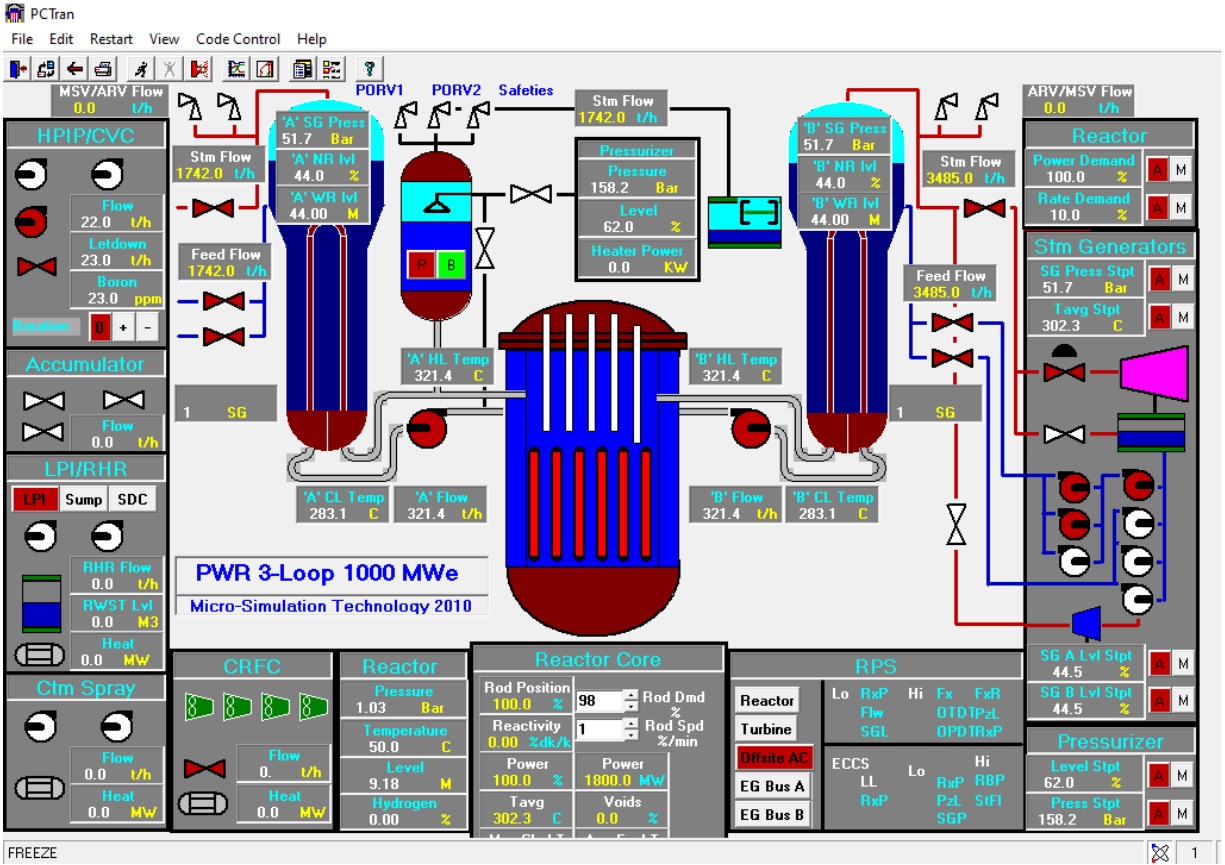 PCTran
File Edit Restart View Code Control Help
MSV/ARV Flow
0.0 t/h
PORV1 PORV2 Safeties
Stm Flow
1742.0 t/h
ARV/MSV Flow
0.0 t/h
HPIP/CVC
Flow
22.0 t/h
Letdown
23.0 t/h
Boron
23.0 ppm
Boration 0 + -
Accumulator
Flow
0.0 t/h
LPI/RHR
LPI Sump SDC
RHR Flow
0.0 t/h
RWST Lvl
0.0 M3
Heat
0.0 MW
Ctm Spray
Flow
0.0 t/h
Heat
0.0 MW
Stm Flow
1742.0 t/h
Feed Flow
1742.0 t/h
1 SG
'A' SG Press
51.7 Bar
'A' NR lvl
44.0 %
'A' WR lvl
44.00 M
P B
Pressurizer
Pressure
158.2 Bar
Level
62.0 %
Heater Power
0.0 KW
'B' SG Press
51.7 Bar
'B' NR lvl
44.0 %
'B' WR lvl
44.00 M
Stm Flow
3485.0 t/h
Feed Flow
3485.0 t/h
1 SG
'A' HL Temp
321.4 C
'B' HL Temp
321.4 C
'A' CL Temp
283.1 C
'A' Flow
321.4 t/h
'B' Flow
321.4 t/h
'B' CL Temp
283.1 C
PWR 3-Loop 1000 MWe
Micro-Simulation Technology 2010
Reactor
Power Demand
100.0 % A M
Rate Demand
10.0 % A M
Stm Generators
SG Press Stpt
51.7 Bar A M
Tavg Stpt
302.3 C A M
SG A Lvl Stpt
44.5 % A M
SG B Lvl Stpt
44.5 % A M
Pressurizer
Level Stpt
62.0 % A M
Press Stpt
158.2 Bar A M
CRFC
Flow
0. t/h
Heat
0.0 MW
Reactor
Pressure
1.03 Bar
Temperature
50.0 C
Level
9.18 M
Hydrogen
0.00 %
Reactor Core
Rod Position
100.0 %
98 Rod Dmd
%
Reactivity
0.00 %dk/k
1 Rod Spd
%/min
Power
100.0 %
Power
1800.0 MW
Tavg
302.3 C
Voids
0.0 %
RPS
Reactor
Turbine
Offsite AC
EG Bus A
EG Bus B
Lo RxP Hi Fx FxR
Flw OTDTPzL
SGL OPDTRxP
ECCS Lo Hi
LL RxP RBP
RxP PzL StFl
SGP
FREEZE
1